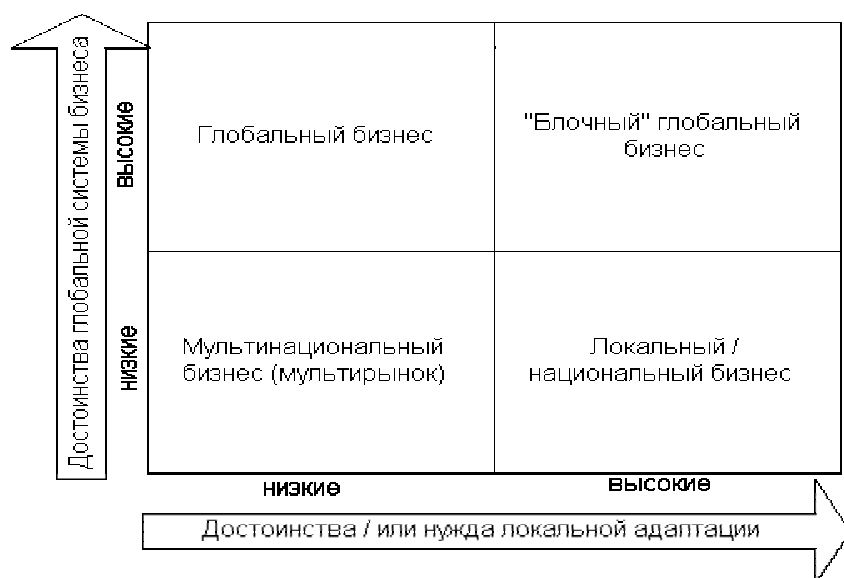 Достоинства глобальной системы бизнеса
высокие
низкие
Глобальный бизнес
"Блочный" глобальный
бизнес
Мультинациональный
бизнес (мультирынок)
Локальный /
национальный бизнес
низкие
высокие
Достоинства / или нужда локальной адаптации